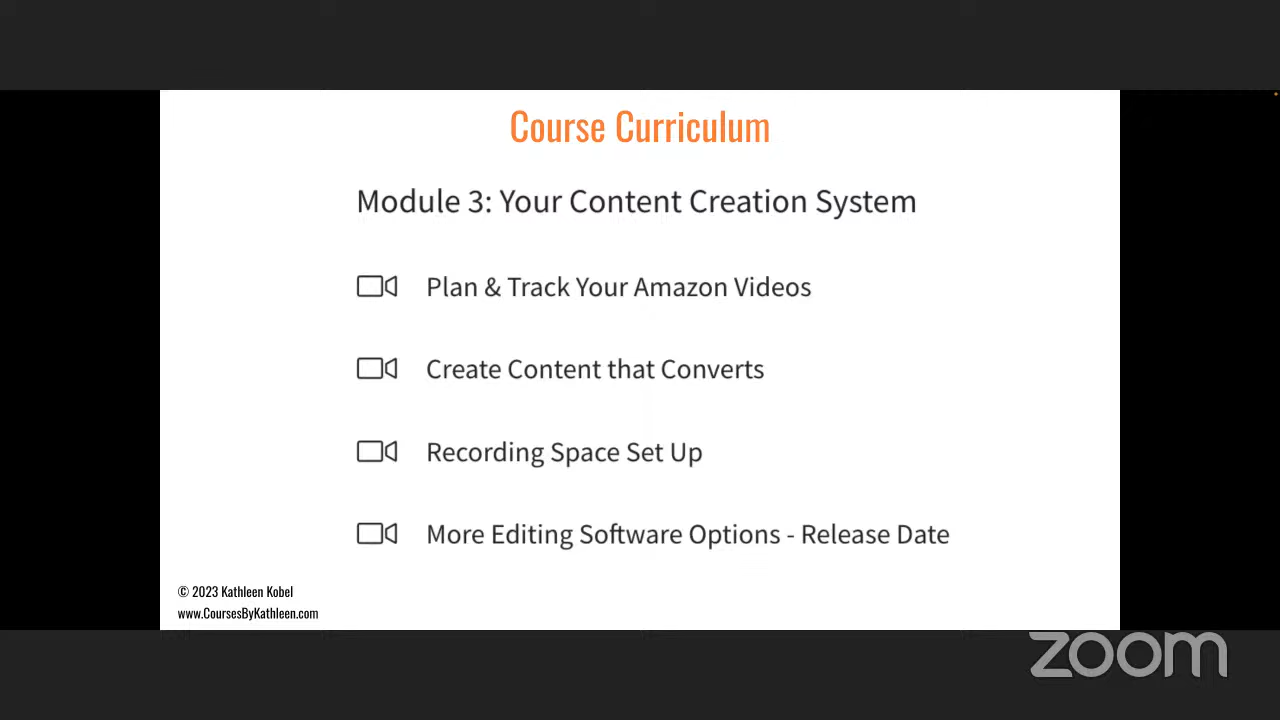 Course Curriculum
Module 3: Your Content Creation System
Plan & Track Your Amazon Videos
Create Content that Converts
Recording Space Set Up
More Editing Software Options - Release Date
© 2023 Kathleen Kobel
www.CoursesByKathleen.com
zoom